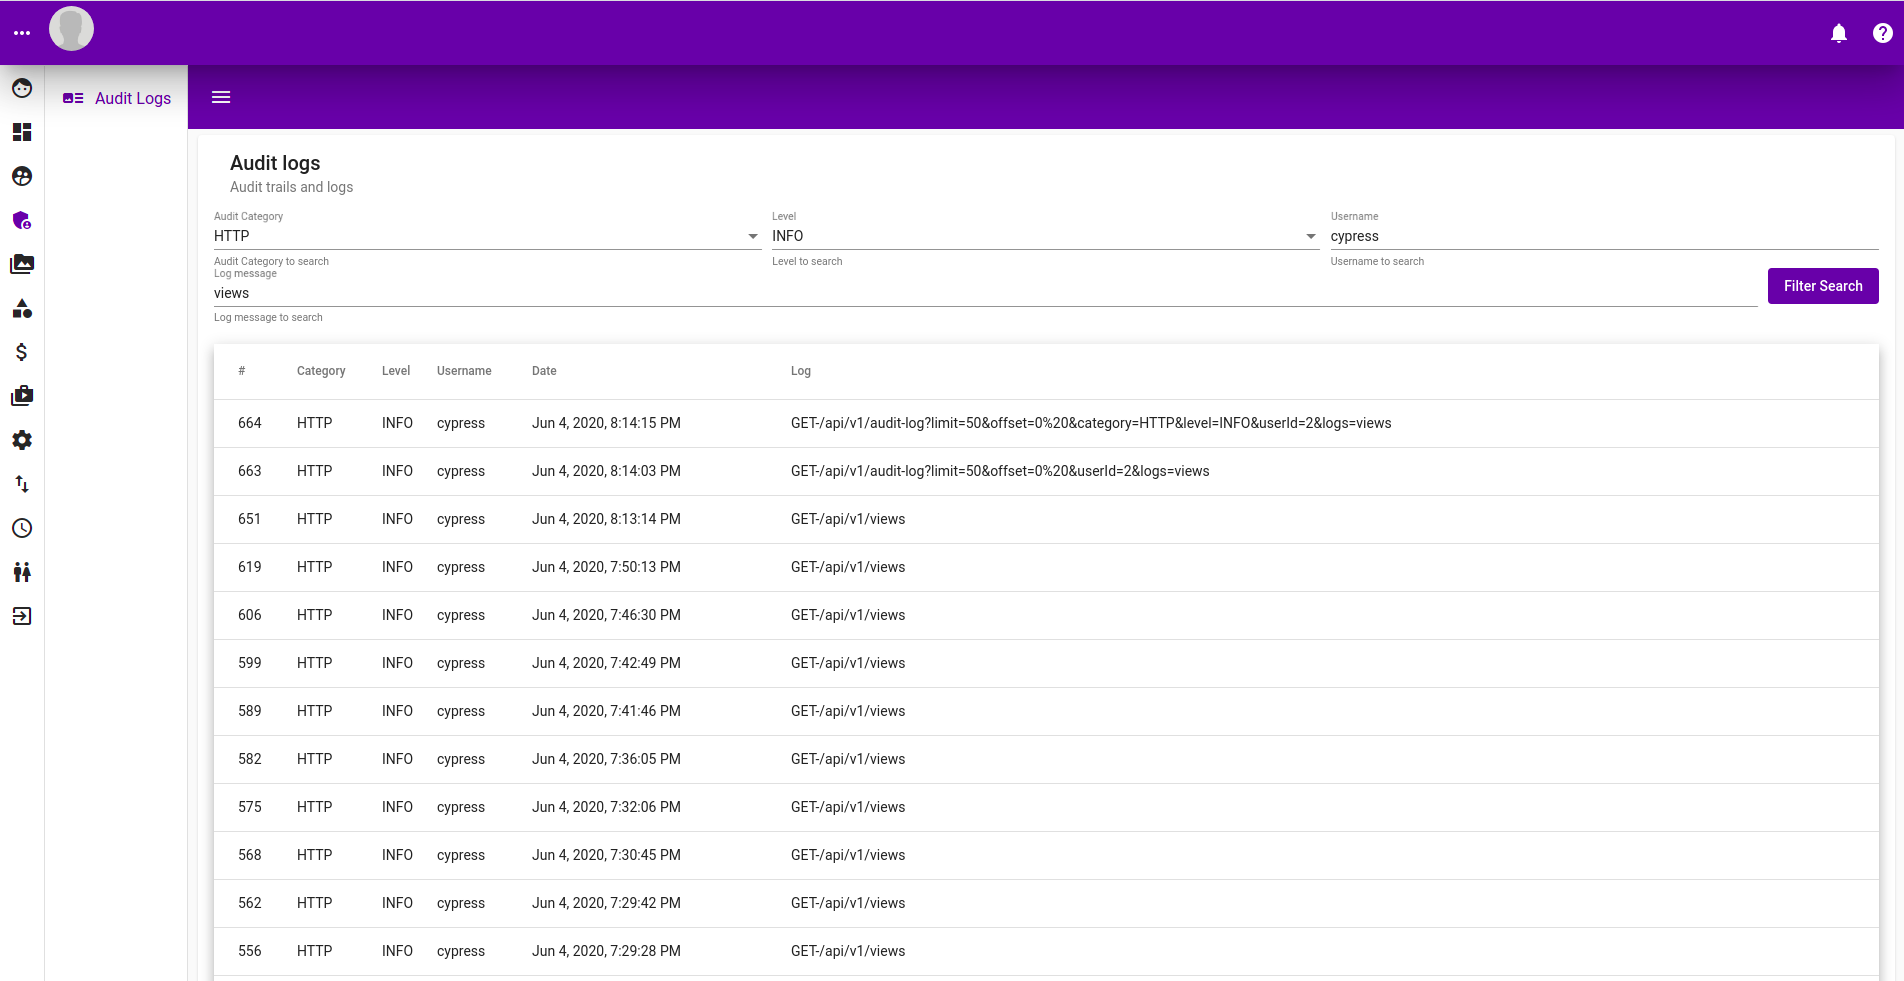 Audit Logs
Audit logs
Audit trails and logs
Audit Category Level Username
HTTP INFO cypress
Audit Category to search Level to search Username to search
Log message
views
Filter Search
Log message to search
# Category Level Username Date Log
664 HTTP INFO cypress Jun 4, 2020, 8:14:15 PM GET-/api/v1/audit-log?limit=50&offset=0%20&category=HTTP&level=INFO&userId=2&logs=views
663 HTTP INFO cypress Jun 4, 2020, 8:14:03 PM GET-/api/v1/audit-log?limit=50&offset=0%20&userId=2&logs=views
651 HTTP INFO cypress Jun 4, 2020, 8:13:14 PM GET-/api/v1/views
619 HTTP INFO cypress Jun 4, 2020, 7:50:13 PM GET-/api/v1/views
606 HTTP INFO cypress Jun 4, 2020, 7:46:30 PM GET-/api/v1/views
599 HTTP INFO cypress Jun 4, 2020, 7:42:49 PM GET-/api/v1/views
589 HTTP INFO cypress Jun 4, 2020, 7:41:46 PM GET-/api/v1/views
582 HTTP INFO cypress Jun 4, 2020, 7:36:05 PM GET-/api/v1/views
575 HTTP INFO cypress Jun 4, 2020, 7:32:06 PM GET-/api/v1/views
568 HTTP INFO cypress Jun 4, 2020, 7:30:45 PM GET-/api/v1/views
562 HTTP INFO cypress Jun 4, 2020, 7:29:42 PM GET-/api/v1/views
556 HTTP INFO cypress Jun 4, 2020, 7:29:28 PM GET-/api/v1/views